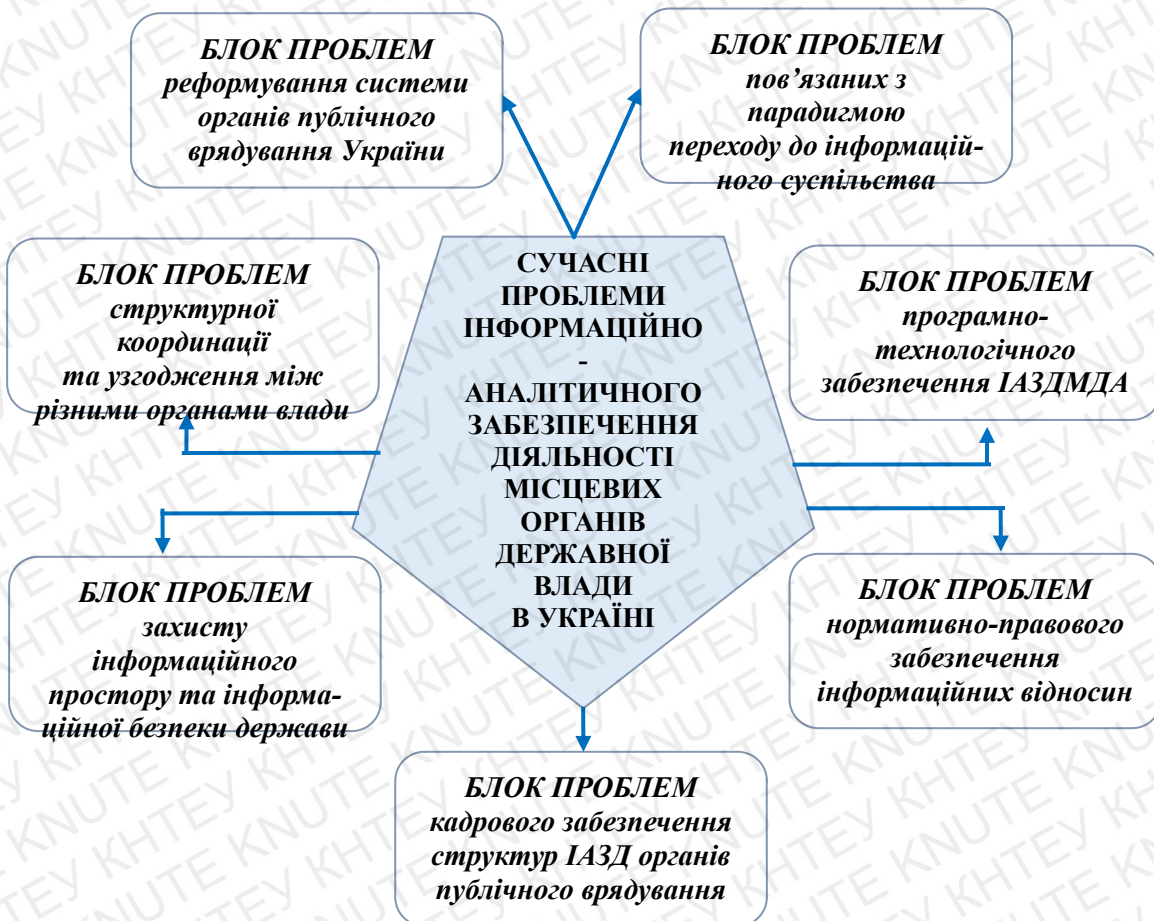 БЛОК ПРОБЛЕМ
реформування системи
органів публічного
врядування України
БЛОК ПРОБЛЕМ
пов’язаних з
парадигмою
переходу до інформацій-
ного суспільства
БЛОК ПРОБЛЕМ
структурної
координації
та узгодження між
різними органами влади
СУЧАСНІ
ПРОБЛЕМИ
ІНФОРМАЦІЙНО
-
АНАЛІТИЧНОГО
ЗАБЕЗПЕЧЕННЯ
ДІЯЛЬНОСТІ
МІСЦЕВИХ
ОРГАНІВ
ДЕРЖАВНОЇ
ВЛАДИ
В УКРАЇНІ
БЛОК ПРОБЛЕМ
програмно-
технологічного
забезпечення ІАЗДМДА
БЛОК ПРОБЛЕМ
захисту
інформаційного
простору та інформа-
ційної безпеки держави
БЛОК ПРОБЛЕМ
нормативно-правового
забезпечення
інформаційних відносин
БЛОК ПРОБЛЕМ
кадрового забезпечення
структур ІАЗД органів
публічного врядування